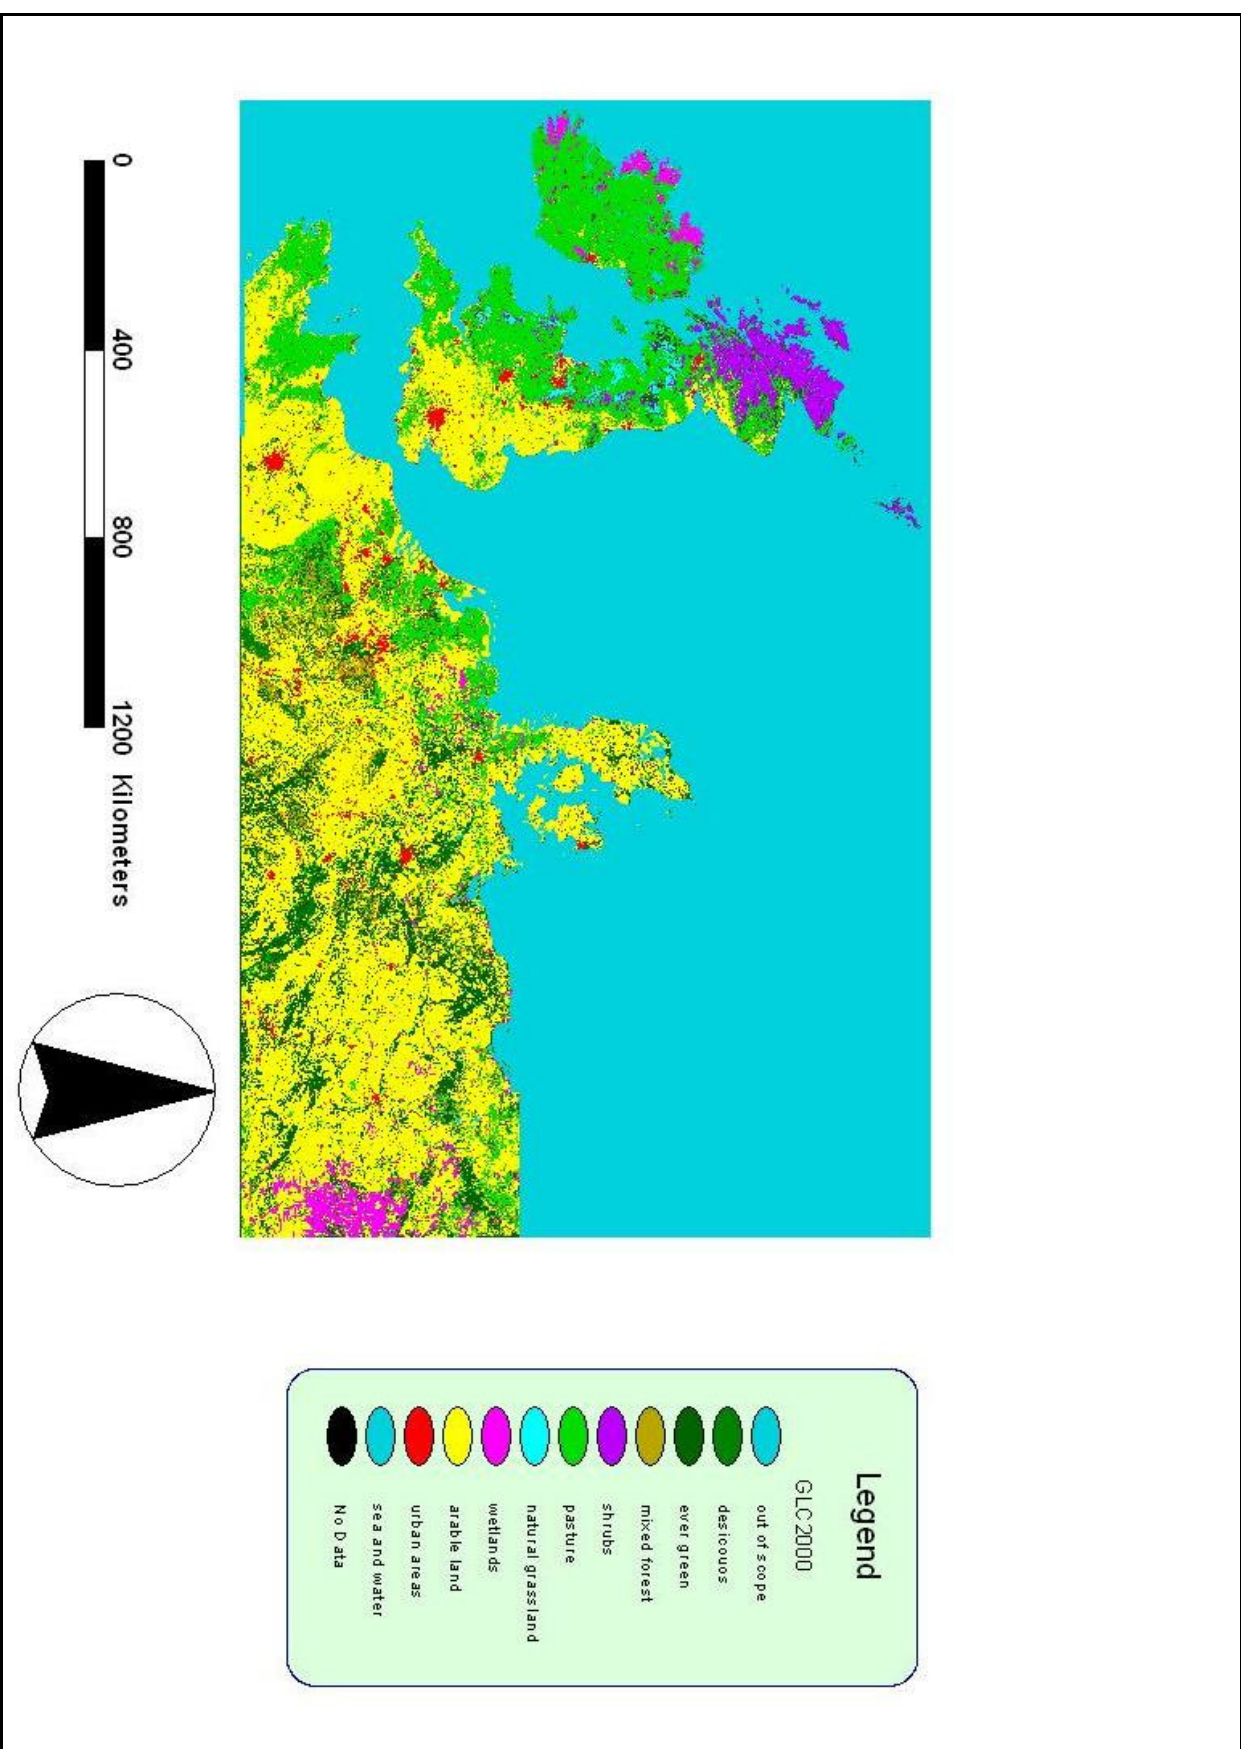 Legend
GLC2000
out of scope
desicouos
ever green
mixed forest
shrubs
pasture
natural grassland
wetlands
arable land
urban areas
sea and water
No Data
0 400 800 1200 Kilometers